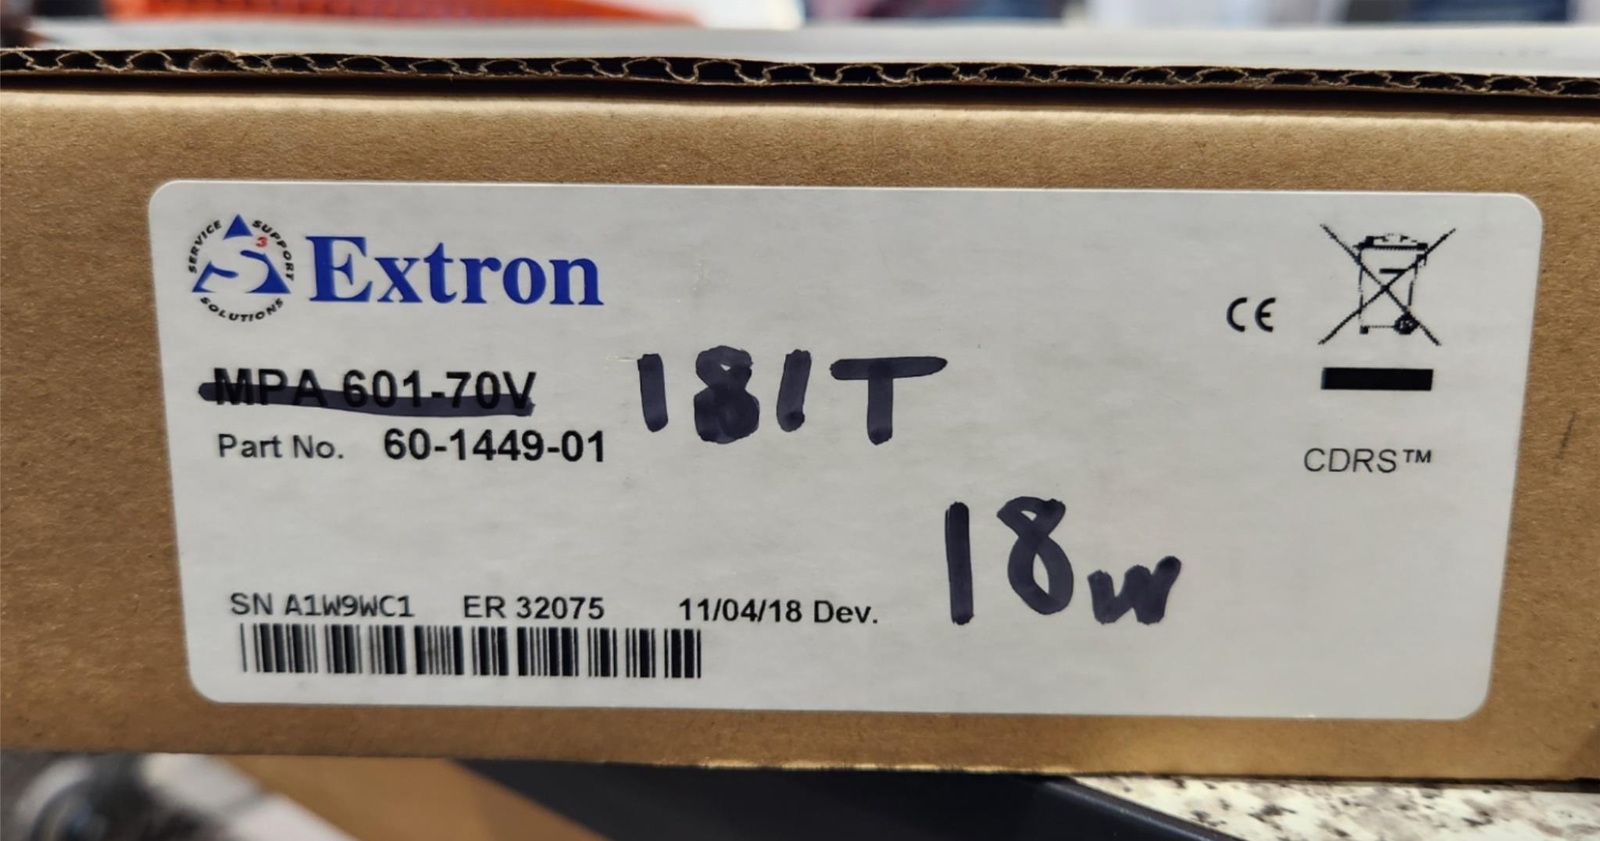 SERVICE SUPPORT SOLUTIONS
S3
Extron
CE
MPA 601-70V 181T
Part No. 60-1449-01
CDRS™
18w
SN A1W9WC1 ER 32075 11/04/18 Dev.